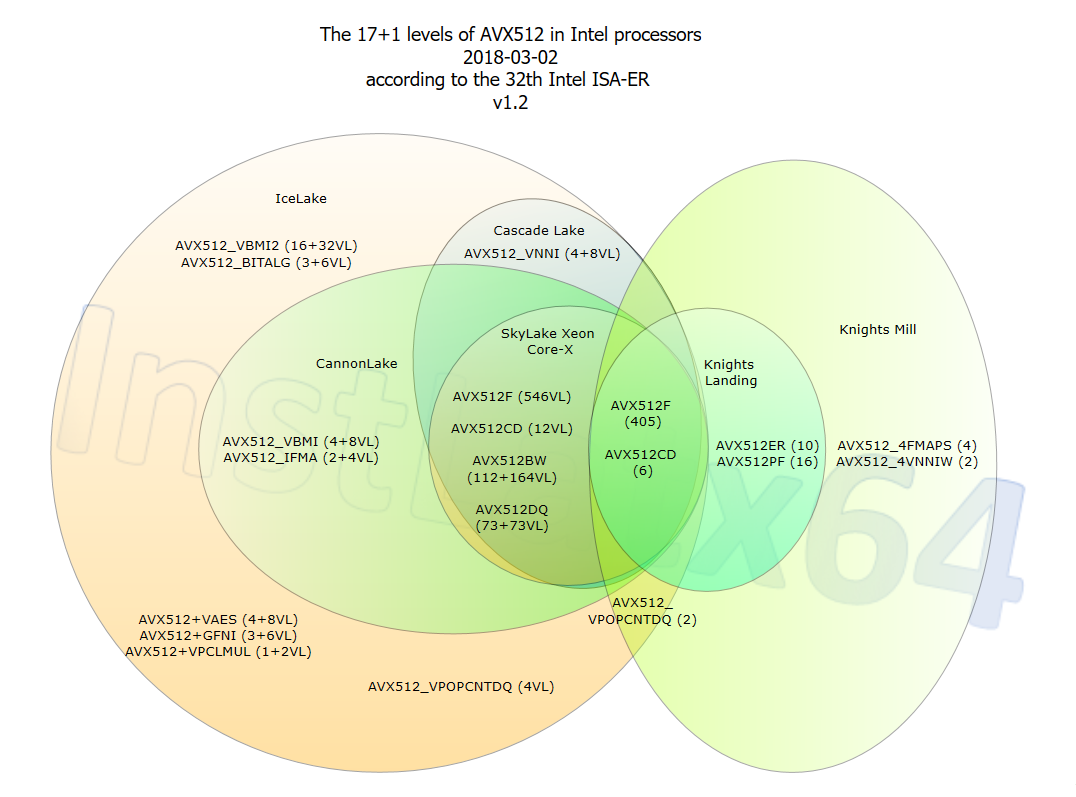 The 17+1 levels of AVX512 in Intel processors
2018-03-02
according to the 32th Intel ISA-ER
v1.2
IceLake
AVX512_VBMI2 (16+32VL)
AVX512_BITALG (3+6VL)
Cascade Lake
AVX512_VNNI (4+8VL)
SkyLake Xeon
Core-X
CannonLake
Knights
Landing
Knights Mill
AVX512F (546VL)
AVX512CD (12VL)
AVX512BW
(112+164VL)
AVX512DQ
(73+73VL)
AVX512F
(405)
AVX512CD
(6)
AVX512_VBMI (4+8VL)
AVX512_IFMA (2+4VL)
AVX512ER (10)
AVX512PF (16)
AVX512_4FMAPS (4)
AVX512_4VNNIW (2)
AVX512_
VPOPCNTDQ (2)
AVX512+VAES (4+8VL)
AVX512+GFNI (3+6VL)
AVX512+VPCLMUL (1+2VL)
AVX512_VPOPCNTDQ (4VL)